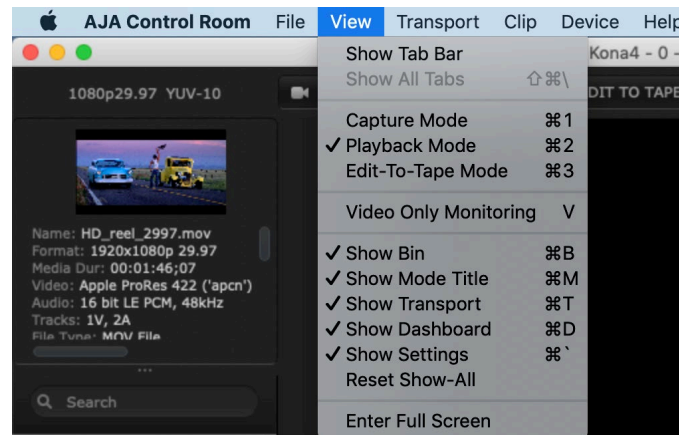 AJA Control Room File View Transport Clip Device Help
Kona4 - 0 -
1080p29.97 YUV-10
DIT TO TAPE
Show Tab Bar
Show All Tabs ⇧⌘\
Capture Mode ⌘1
✓ Playback Mode ⌘2
Edit-To-Tape Mode ⌘3
Video Only Monitoring V
✓ Show Bin ⌘B
✓ Show Mode Title ⌘M
✓ Show Transport ⌘T
✓ Show Dashboard ⌘D
✓ Show Settings ⌘`
Reset Show-All
Enter Full Screen
Name: HD_reel_2997.mov
Format: 1920x1080p 29.97
Media Dur: 00:01:46;07
Video: Apple ProRes 422 ('apcn')
Audio: 16 bit LE PCM, 48kHz
Tracks: 1V, 2A
File Type: MOV File
Search